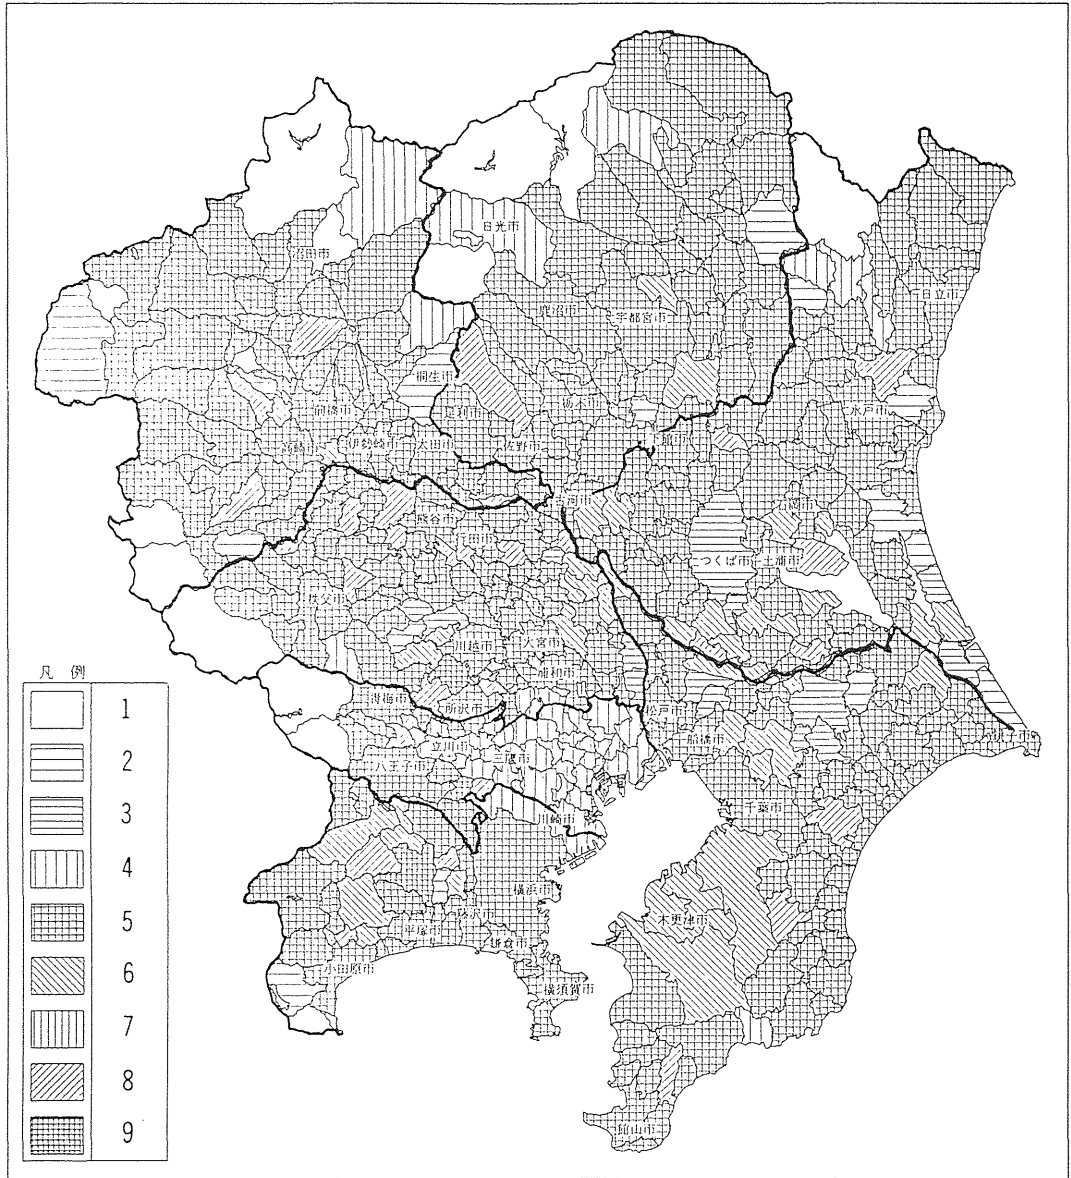 沼田市
日光市
日立市
鹿沼市
宇都宮市
桐生市
前橋市
足利市
栃木市
水戸市
高崎市
伊勢崎市
太田市
佐野市
下館市
古河市
石岡市
熊谷市
行田市
つくば市
土浦市
秩父市
川越市
大宮市
浦和市
凡 例
1
2
3
4
5
6
7
8
9
青梅市
所沢市
松戸市
立川市
三鷹市
船橋市
銚子市
八王子市
千葉市
川崎市
横浜市
藤沢市
平塚市
鎌倉市
木更津市
小田原市
横須賀市
館山市